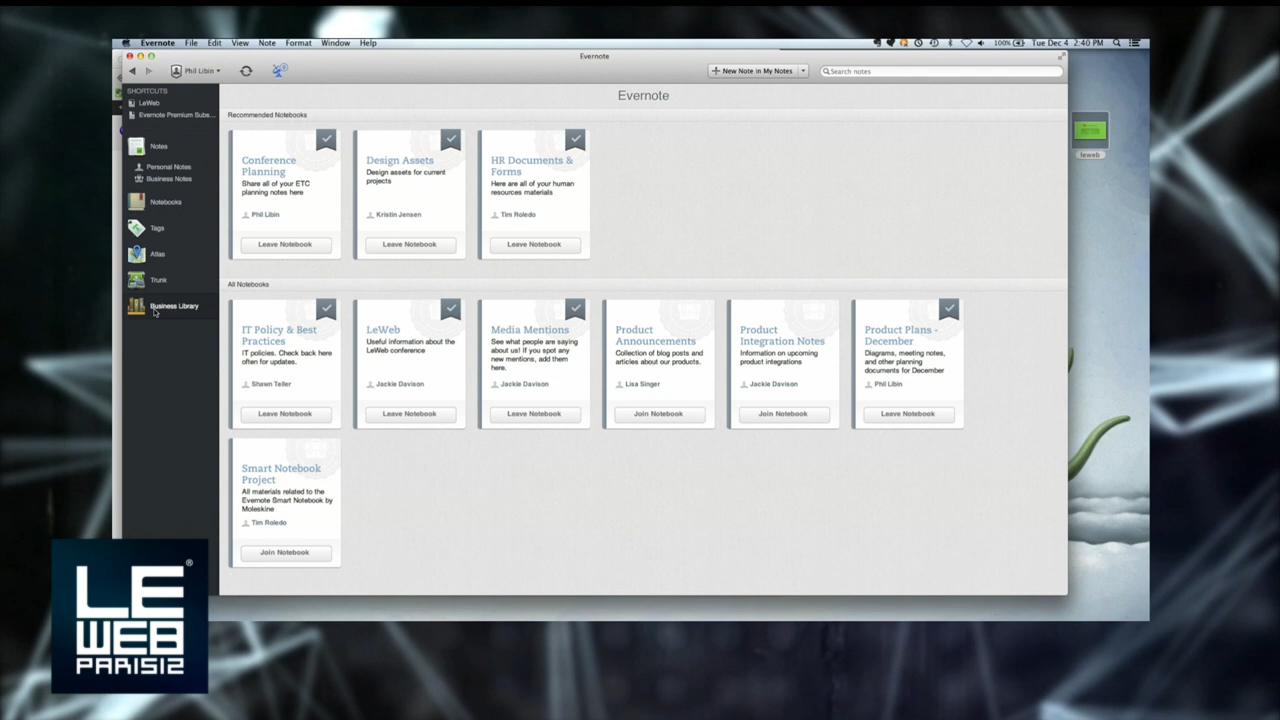 Evernote File Edit View Note Format Window Help
100% Tue Dec 4 2:40 PM
Evernote
Phil Libin
New Note in My Notes
Search notes
SHORTCUTS
LeWeb
Evernote Premium Subs...
Notes
Personal Notes
Business Notes
Notebooks
Tags
Atlas
Trunk
Business Library
Evernote
Recommended Notebooks
Conference
Planning
Share all of your ETC
planning notes here
Phil Libin
Leave Notebook
Design Assets
Design assets for current
projects
Kristin Jensen
Leave Notebook
HR Documents &
Forms
Here are all of your human
resources materials
Tim Roledo
Leave Notebook
All Notebooks
IT Policy & Best
Practices
IT policies. Check back here
often for updates.
Shawn Teller
Leave Notebook
LeWeb
Useful information about the
LeWeb conference
Jackie Davison
Leave Notebook
Media Mentions
See what people are saying
about us! If you spot any
new mentions, add them
here.
Jackie Davison
Leave Notebook
Product
Announcements
Collection of blog posts and
articles about our products.
Lisa Singer
Join Notebook
Product
Integration Notes
Information on upcoming
product integrations
Jackie Davison
Join Notebook
Product Plans -
December
Diagrams, meeting notes,
and other planning
documents for December
Phil Libin
Leave Notebook
Smart Notebook
Project
All materials related to the
Evernote Smart Notebook by
Moleskine
Tim Roledo
Join Notebook
leweb
LE
WEB
PARIS12
®